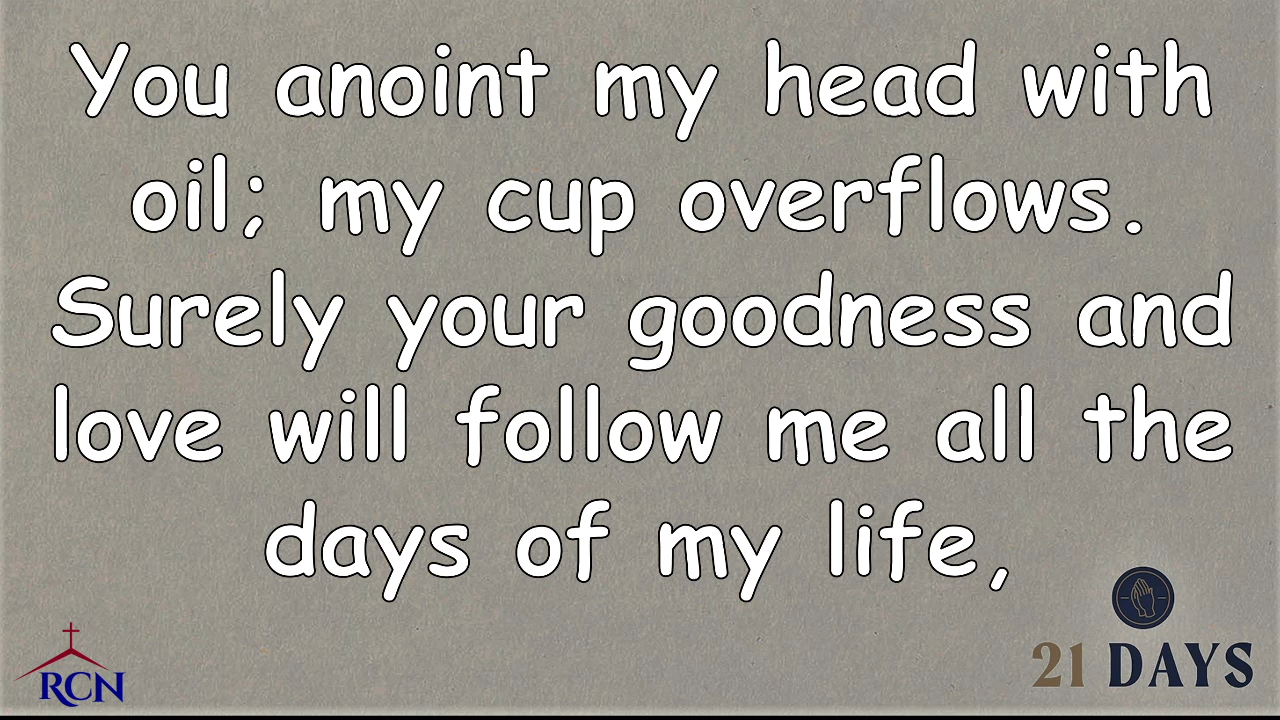 You anoint my head with
oil; my cup overflows.
Surely your goodness and
love will follow me all the
days of my life,
RCN
21 DAYS